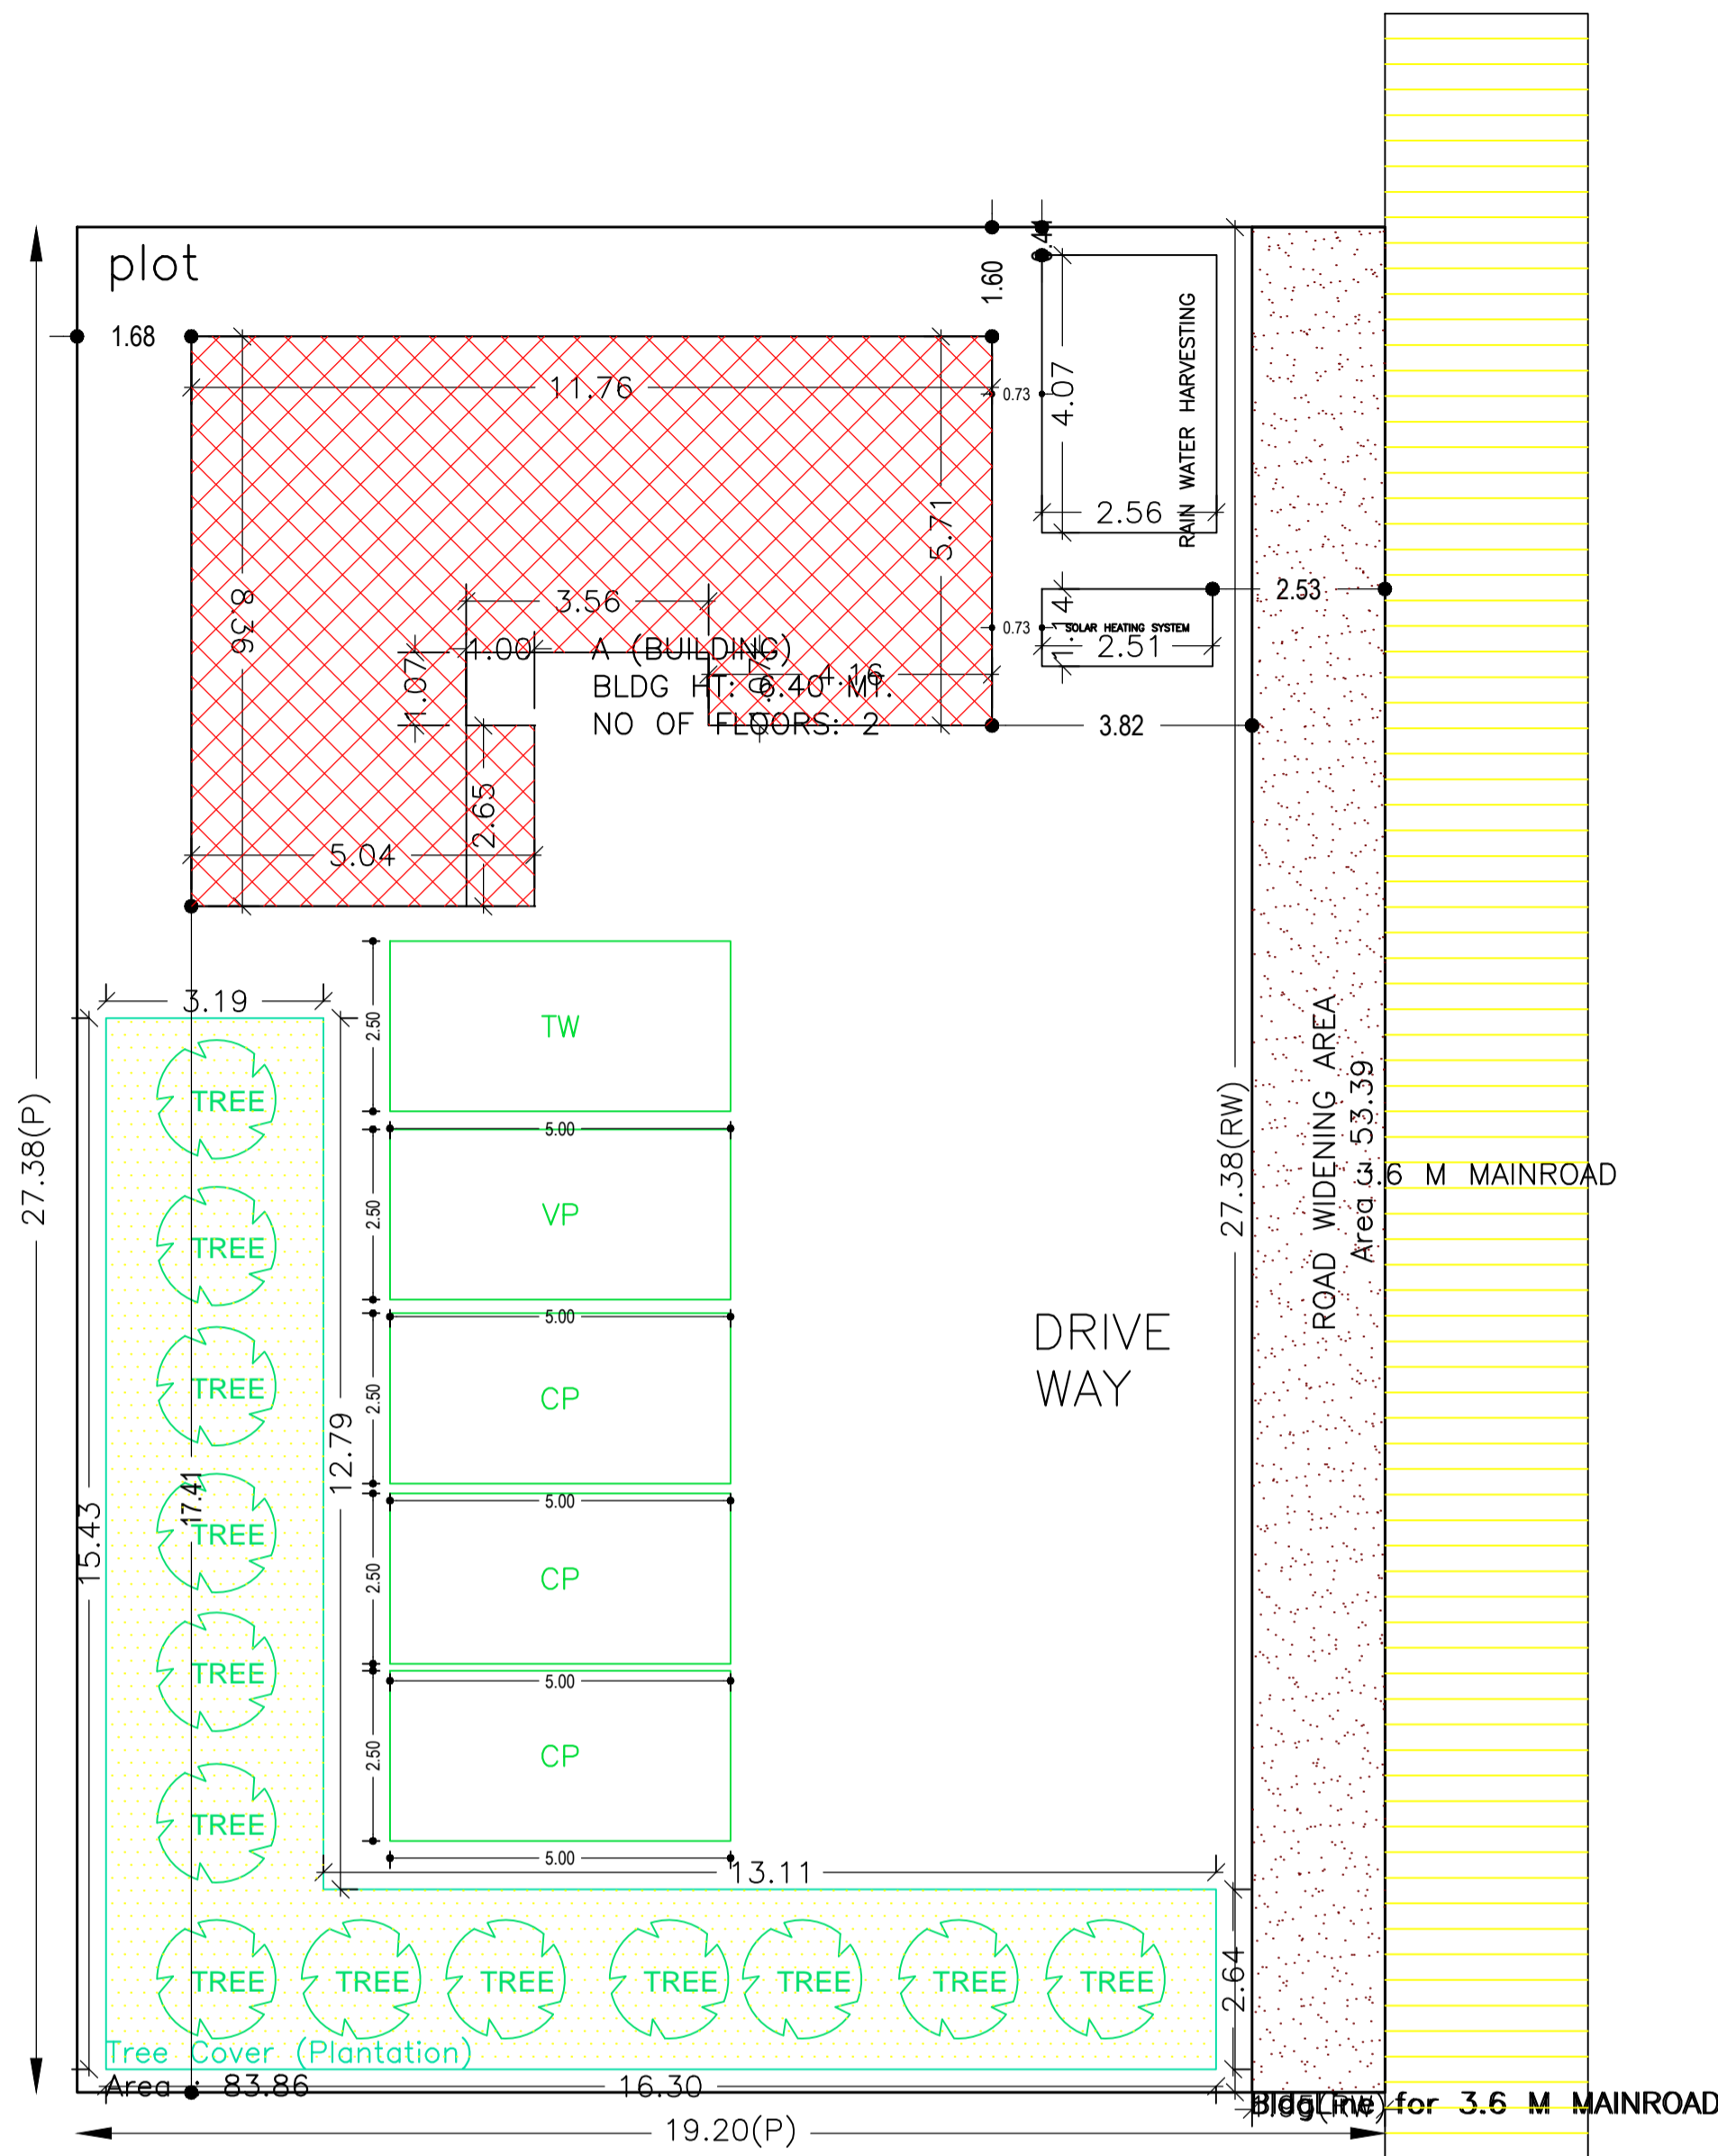 plot
1.68
1.60
11.76
0.73
4.07
RAIN WATER HARVESTING
2.56
5.71
8.36
3.56
2.53
1.14
SOLAR HEATING SYSTEM
0.73
2.51
1.00
1.07
A (BUILDING)
BLDG HT: 6.40 MT.
NO OF FLOORS: 2
4.16
3.82
2.65
5.04
3.19
2.50
TW
TREE
27.38(P)
27.38(RW)
ROAD WIDENING AREA
Area : 53.39
3.6 M MAINROAD
5.00
2.50
VP
TREE
5.00
2.50
CP
TREE
DRIVE
WAY
12.79
15.43
17.41
TREE
5.00
2.50
CP
TREE
5.00
2.50
CP
TREE
5.00
13.11
TREE TREE TREE TREE TREE TREE TREE
2.64
Tree Cover (Plantation)
Area : 83.86
16.30
BldgLine for 3.6 M MAINROAD
19.20(P)